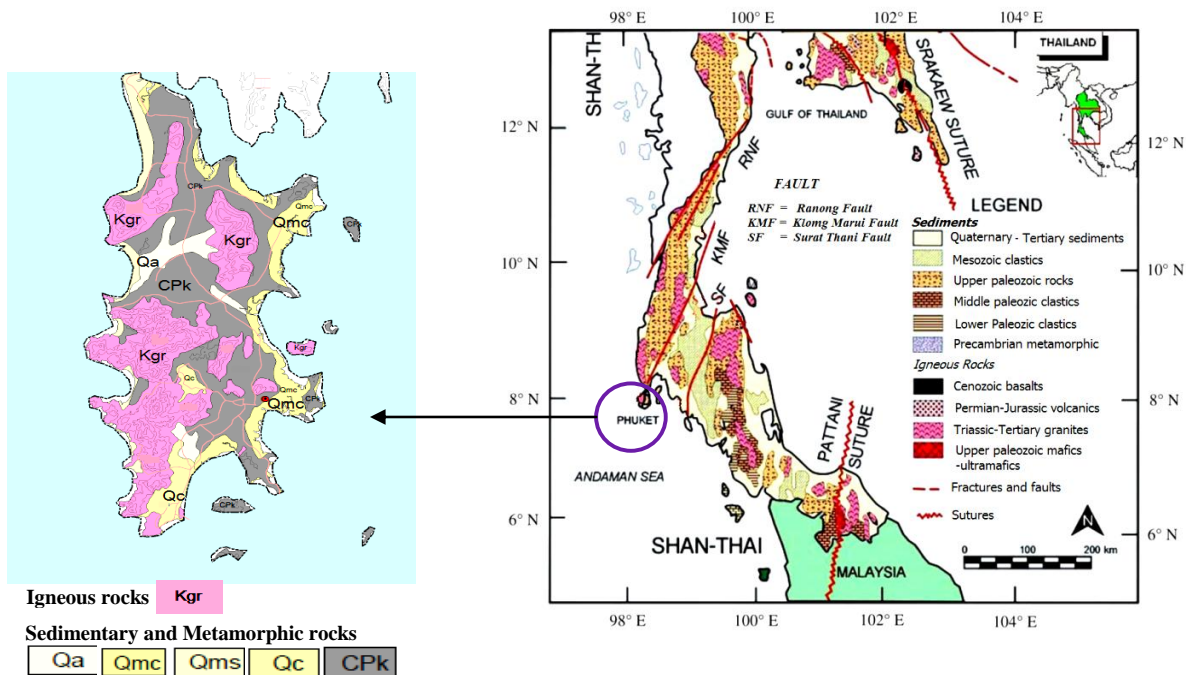 Kgr
CPk
Qmc
Kgr
Qa
CPk
Kgr
Kgr
Qc
Qmc
Qmc
CPk
Qc
CPk
Igneous rocks Kgr
Sedimentary and Metamorphic rocks
Qa Qmc Qms Qc CPk
98° E 100° E 102° E 104° E
THAILAND
SHAN-TH
SRAKAEW SUTURE
GULF OF THAILAND
12° N
12° N
RNF
FAULT
RNF = Ranong Fault
KMF = Klomg Marui Fault
SF = Surat Thani Fault
KMF
SF
10° N
10° N
8° N
8° N
6° N
6° N
PHUKET
ANDAMAN SEA
PATTANI SUTURE
SHAN-THAI
MALAYSIA
LEGEND
Sediments
Quaternary - Tertiary sediments
Mesozoic clastics
Upper paleozoic rocks
Middle paleozic clastics
Lower Paleozic clastics
Precambrian metamorphic
Igneous Rocks
Cenozoic basalts
Permian-Jurassic volcanics
Triassic-Tertiary granites
Upper paleozoic mafics
-ultramafics
Fractures and faults
Sutures
N
0 100 200 km
98° E 100° E 102° E 104° E